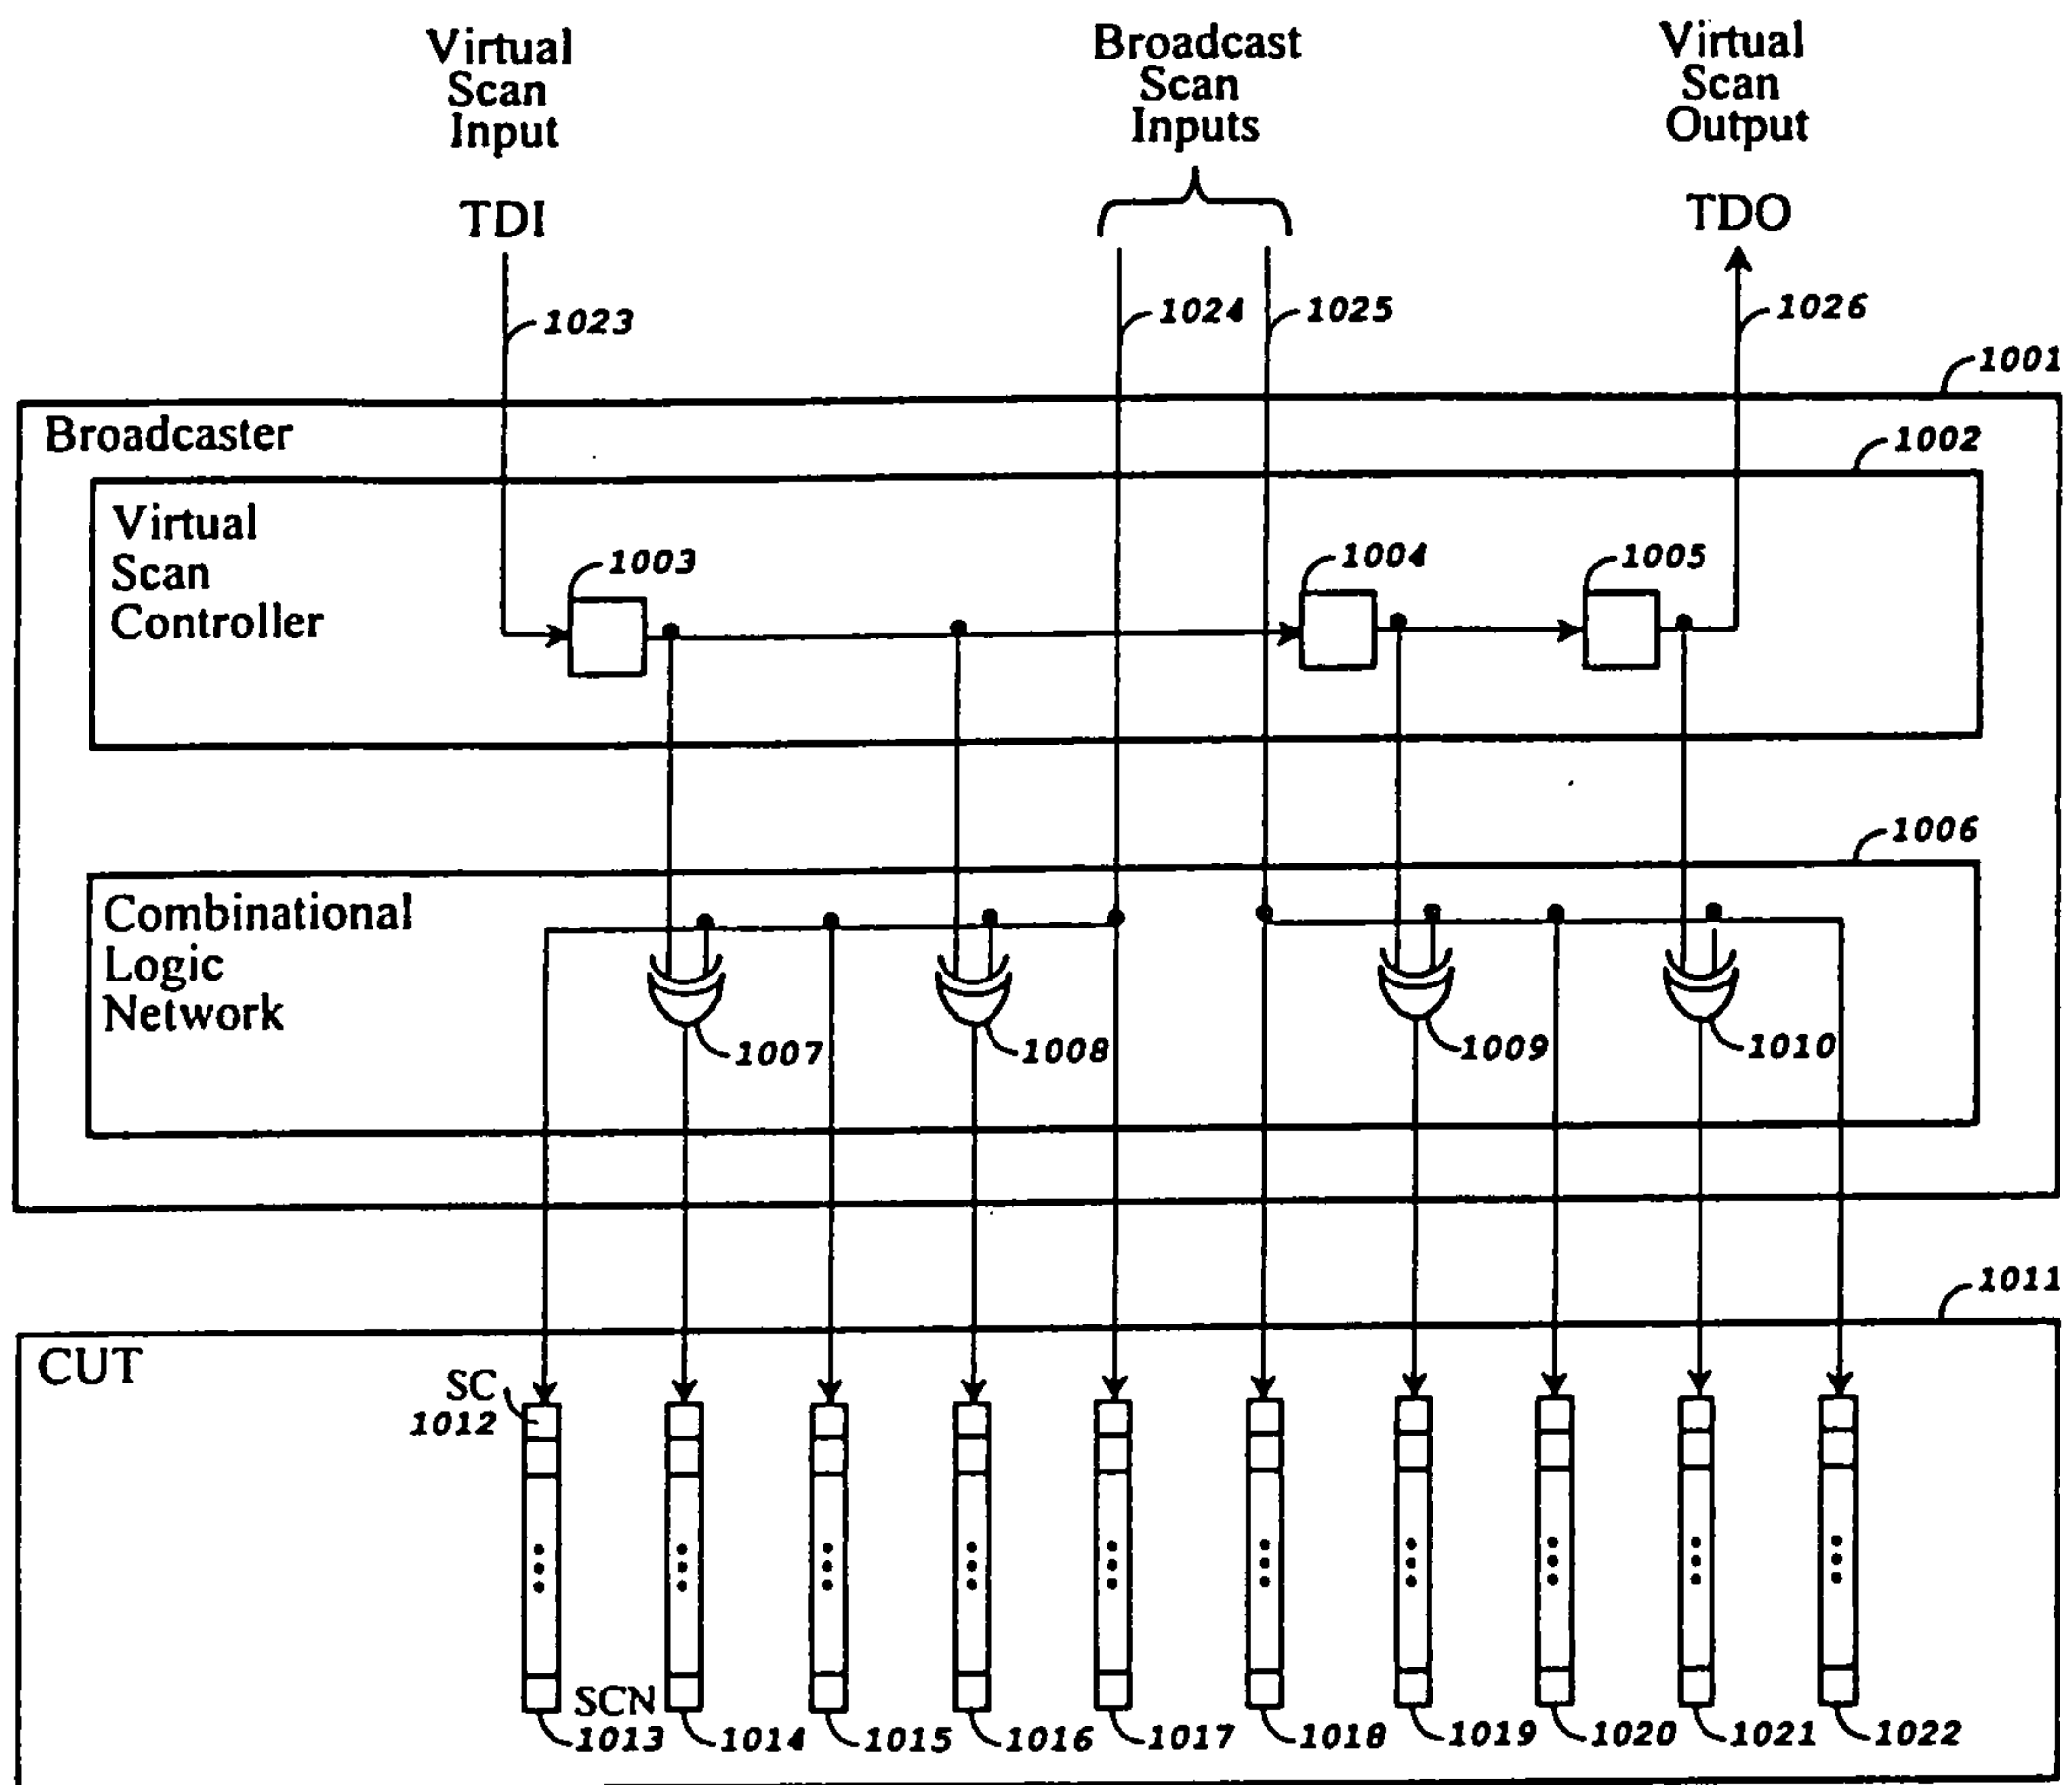 Virtual
Scan
Input
Broadcast
Scan
Inputs
Virtual
Scan
Output
TDI
TDO
1023
1024
1025
1026
1001
Broadcaster
1002
Virtual
Scan
Controller
1003
1004
1005
1006
Combinational
Logic
Network
1007
1008
1009
1010
1011
CUT
SC
1012
SCN
1013
1014
1015
1016
1017
1018
1019
1020
1021
1022